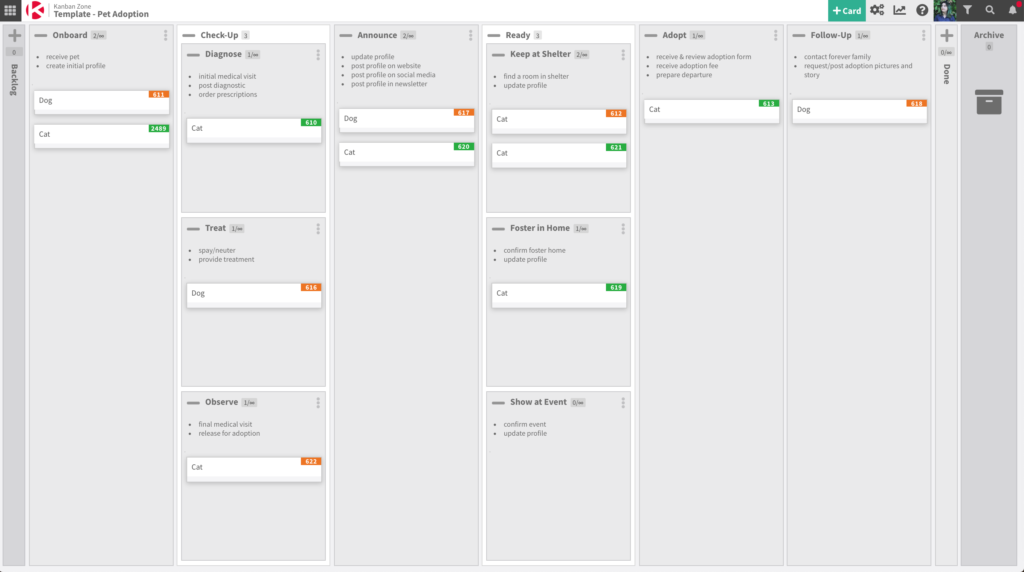 Kanban Zone
Template - Pet Adoption
+Card
Backlog
0
Onboard 2/∞
• receive pet
• create initial profile
611
Dog
2489
Cat
Check-Up 3
Diagnose 1/∞
• initial medical visit
• post diagnostic
• order prescriptions
610
Cat
Treat 1/∞
• spay/neuter
• provide treatment
616
Dog
Observe 1/∞
• final medical visit
• release for adoption
622
Cat
Announce 2/∞
• update profile
• post profile on website
• post profile on social media
• post profile in newsletter
617
Dog
620
Cat
Ready 3
Keep at Shelter 2/∞
• find a room in shelter
• update profile
612
Cat
621
Cat
Foster in Home 1/∞
• confirm foster home
• update profile
619
Cat
Show at Event 0/∞
• confirm event
• update profile
Adopt 1/∞
• receive & review adoption form
• receive adoption fee
• prepare departure
613
Cat
Follow-Up 1/∞
• contact forever family
• request/post adoption pictures and
story
618
Dog
0/∞
Done
Archive
0